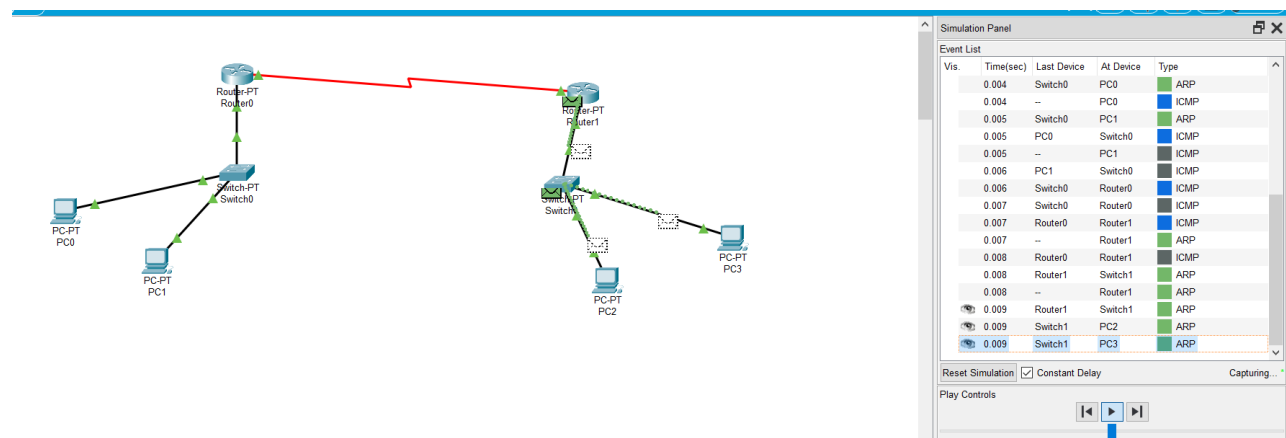 Simulation Panel
Event List
Vis. Time(sec) Last Device At Device Type
0.004 Switch0 PC0 ARP
0.004 -- PC0 ICMP
0.005 Switch0 PC1 ARP
0.005 PC0 Switch0 ICMP
0.005 -- PC1 ICMP
0.006 PC1 Switch0 ICMP
0.006 Switch0 Router0 ICMP
0.007 Switch0 Router0 ICMP
0.007 Router0 Router1 ICMP
0.007 -- Router1 ARP
0.008 Router0 Router1 ICMP
0.008 Router1 Switch1 ARP
0.008 -- Router1 ARP
0.009 Router1 Switch1 ARP
0.009 Switch1 PC2 ARP
0.009 Switch1 PC3 ARP
Reset Simulation Constant Delay Capturing...
Play Controls
Router-PT
Router0
Router-PT
Router1
Switch-PT
Switch0
Switch-PT
PC-PT
PC0
PC-PT
PC1
PC-PT
PC2
PC-PT
PC3